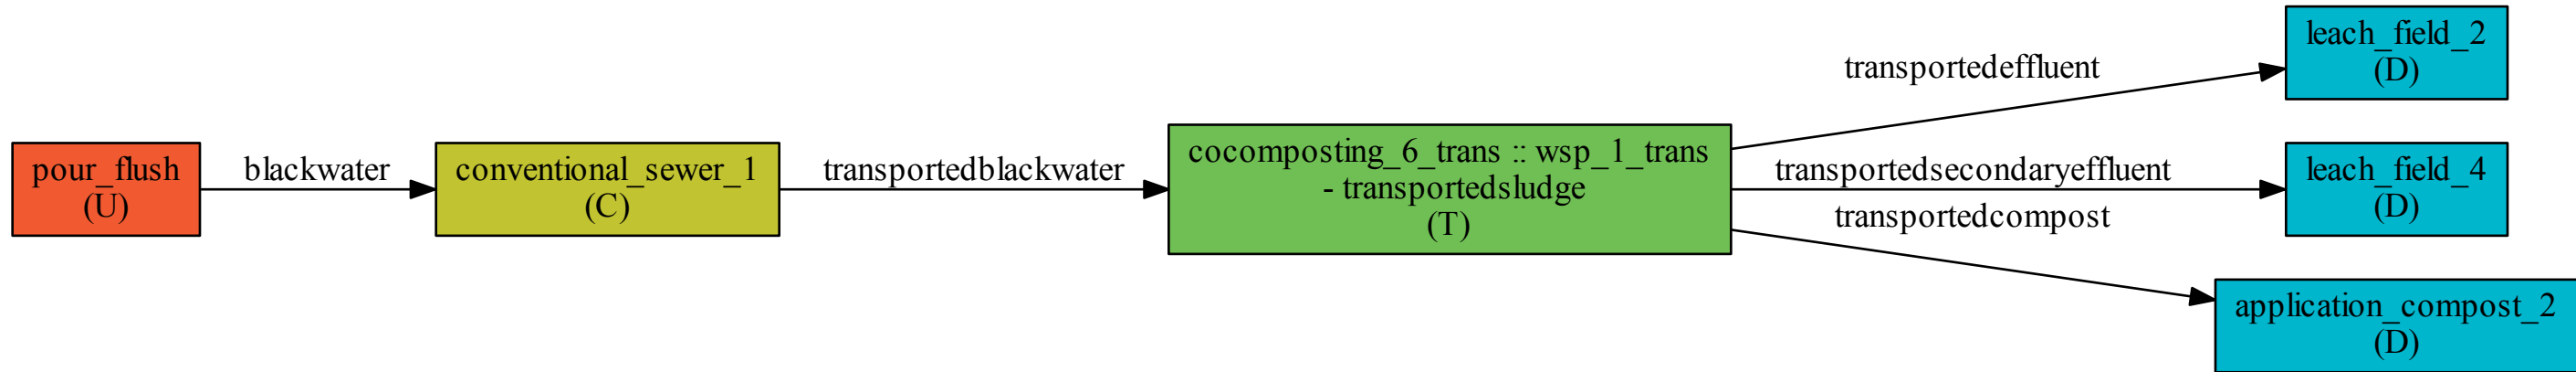 pour_flush
(U)
blackwater
conventional_sewer_1
(C)
transportedblackwater
cocomposting_6_trans :: wsp_1_trans
- transportedsludge
(T)
transportedeffluent
transportedsecondaryeffluent
transportedcompost
leach_field_2
(D)
leach_field_4
(D)
application_compost_2
(D)